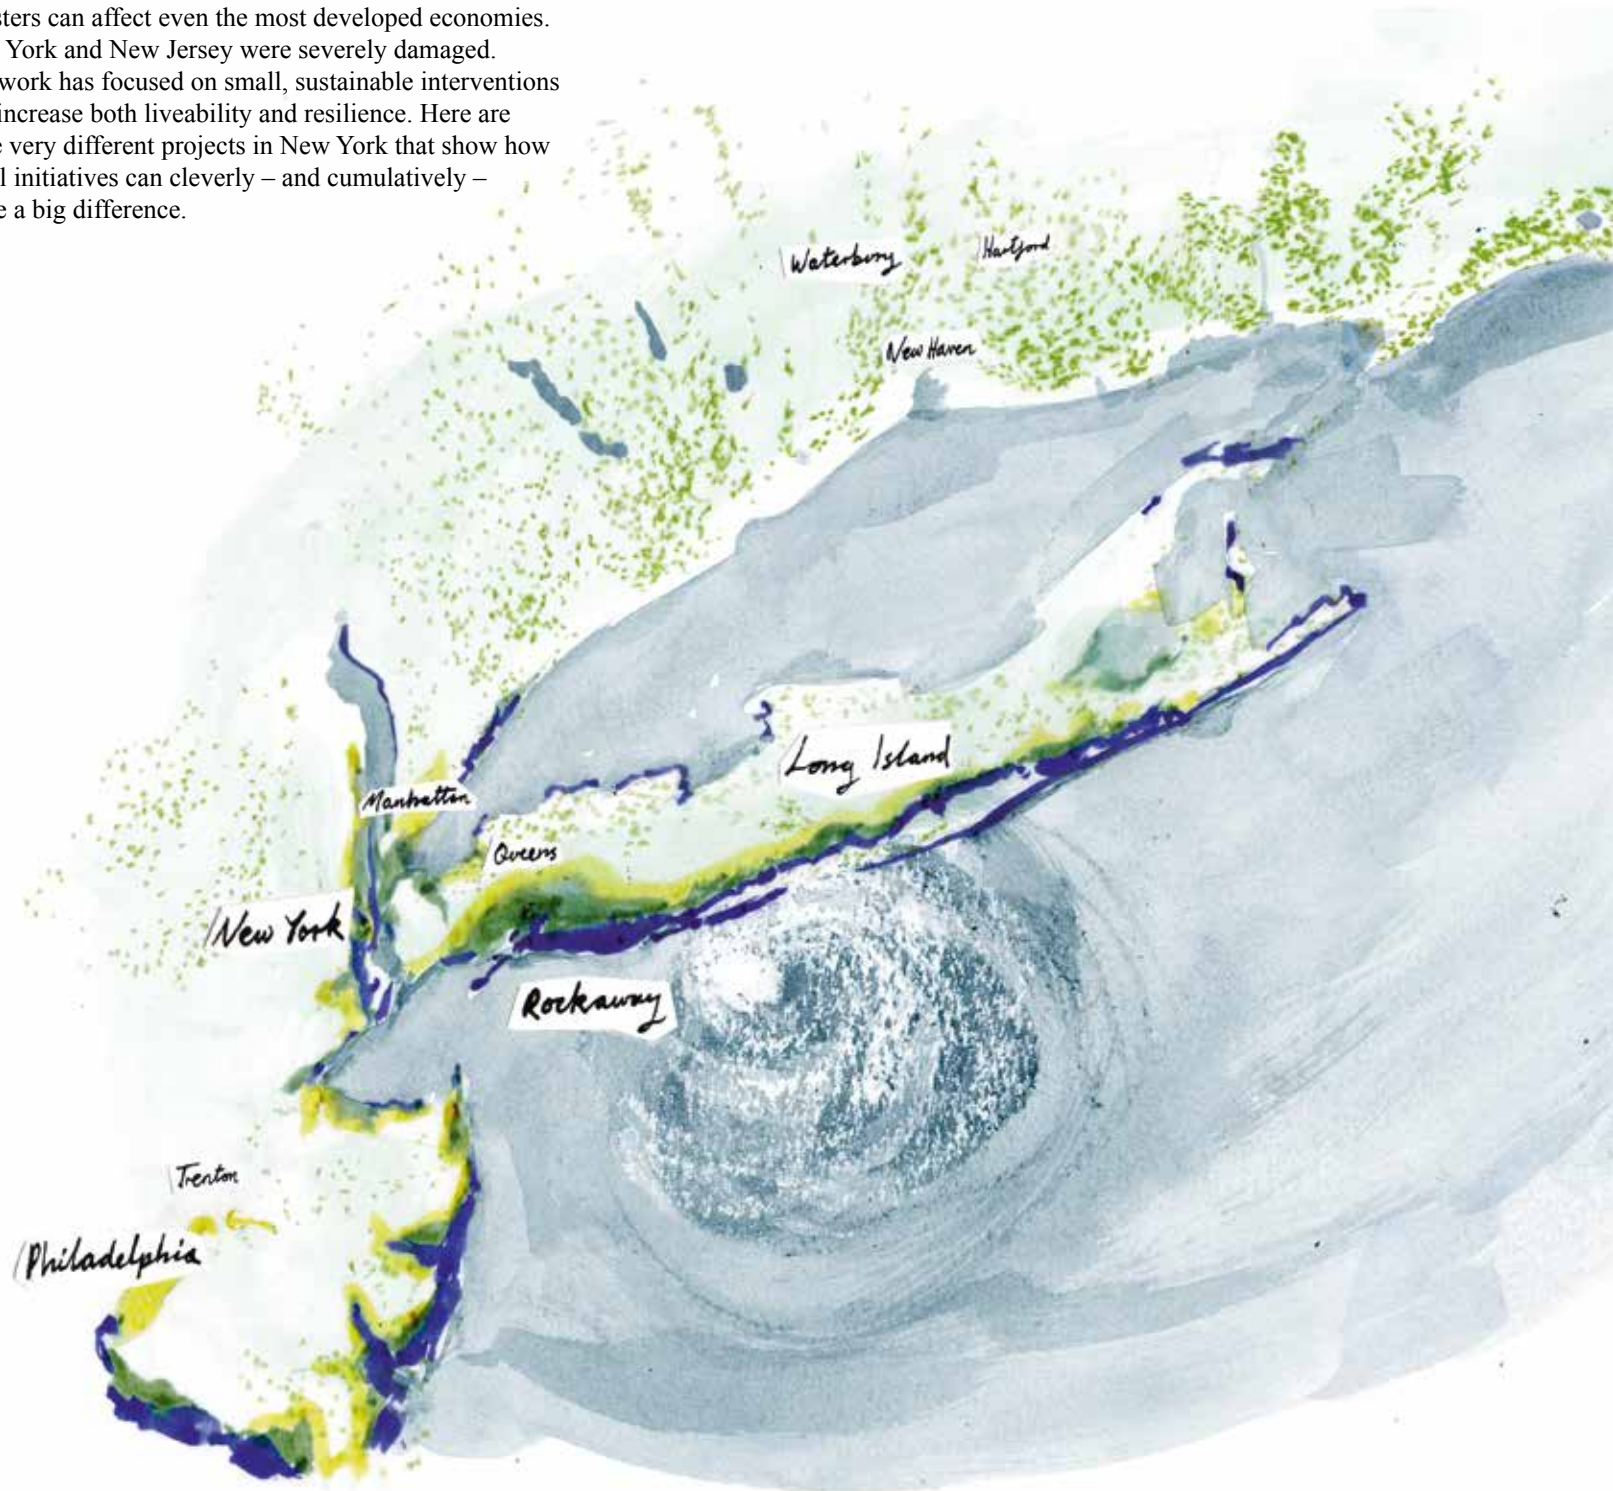 sters can affect even the most developed economies.
York and New Jersey were severely damaged.
work has focused on small, sustainable interventions
increase both liveability and resilience. Here are
e very different projects in New York that show how
l initiatives can cleverly – and cumulatively –
e a big difference.
Waterbury
Hartford
New Haven
Long Island
Manhattan
Queens
New York
Rockaway
Trenton
Philadelphia